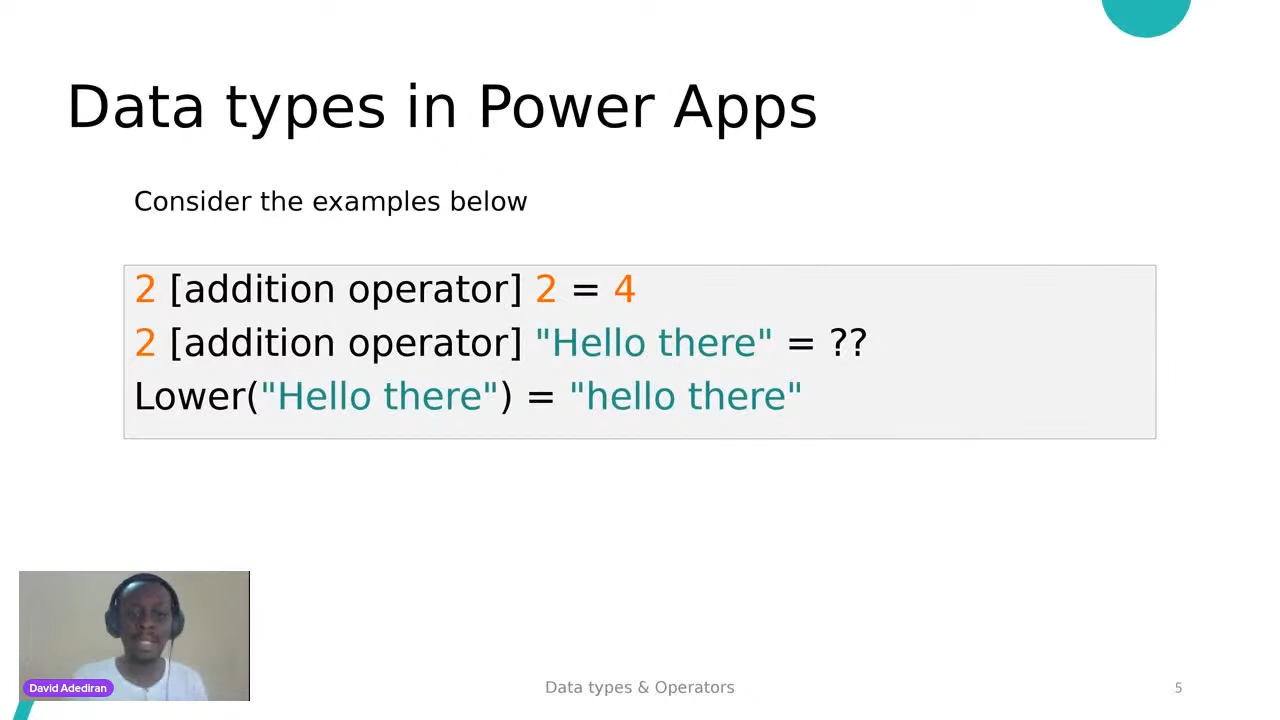 Data types in Power Apps
Consider the examples below
2 [addition operator] 2 = 4
2 [addition operator] "Hello there" = ??
Lower("Hello there") = "hello there"
David Adediran
Data types & Operators
5